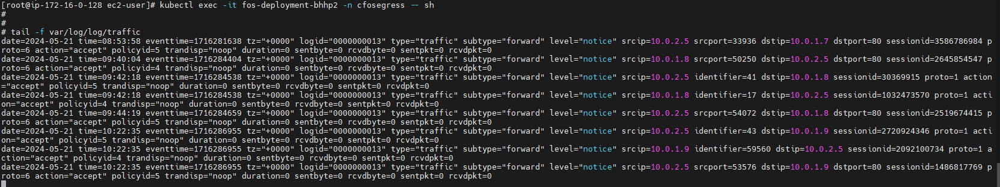 [root@ip-172-16-0-128 ec2-user]# kubectl exec -it fos-deployment-bhhp2 -n cfosegress -- sh
#
#
# tail -f var/log/log/traffic
date=2024-05-21 time=08:53:58 eventtime=1716281638 tz="+0000" logid="0000000013" type="traffic" subtype="forward" level="notice" srcip=10.0.2.5 srcport=33936 dstip=10.0.1.7 dstport=80 sessionid=3586786984 p
roto=6 action="accept" policyid=5 trandisp="noop" duration=0 sentbyte=0 rcvdbyte=0 sentpkt=0 rcvdpkt=0
date=2024-05-21 time=09:40:04 eventtime=1716284404 tz="+0000" logid="0000000013" type="traffic" subtype="forward" level="notice" srcip=10.0.1.8 srcport=50250 dstip=10.0.2.5 dstport=80 sessionid=2645854547 p
roto=6 action="accept" policyid=4 trandisp="noop" duration=0 sentbyte=0 rcvdbyte=0 sentpkt=0 rcvdpkt=0
date=2024-05-21 time=09:42:18 eventtime=1716284538 tz="+0000" logid="0000000013" type="traffic" subtype="forward" level="notice" srcip=10.0.2.5 identifier=41 dstip=10.0.1.8 sessionid=30369915 proto=1 action
="accept" policyid=5 trandisp="noop" duration=0 sentbyte=0 rcvdbyte=0 sentpkt=0 rcvdpkt=0
date=2024-05-21 time=09:42:18 eventtime=1716284538 tz="+0000" logid="0000000013" type="traffic" subtype="forward" level="notice" srcip=10.0.1.8 identifier=17 dstip=10.0.2.5 sessionid=1032473570 proto=1 acti
on="accept" policyid=4 trandisp="noop" duration=0 sentbyte=0 rcvdbyte=0 sentpkt=0 rcvdpkt=0
date=2024-05-21 time=09:44:19 eventtime=1716284659 tz="+0000" logid="0000000013" type="traffic" subtype="forward" level="notice" srcip=10.0.2.5 srcport=54072 dstip=10.0.1.8 dstport=80 sessionid=2519674415 p
roto=6 action="accept" policyid=5 trandisp="noop" duration=0 sentbyte=0 rcvdbyte=0 sentpkt=0 rcvdpkt=0
date=2024-05-21 time=10:22:35 eventtime=1716286955 tz="+0000" logid="0000000013" type="traffic" subtype="forward" level="notice" srcip=10.0.2.5 identifier=43 dstip=10.0.1.9 sessionid=2720924346 proto=1 acti
on="accept" policyid=5 trandisp="noop" duration=0 sentbyte=0 rcvdbyte=0 sentpkt=0 rcvdpkt=0
date=2024-05-21 time=10:22:35 eventtime=1716286955 tz="+0000" logid="0000000013" type="traffic" subtype="forward" level="notice" srcip=10.0.1.9 identifier=59560 dstip=10.0.2.5 sessionid=2092100734 proto=1 a
ction="accept" policyid=4 trandisp="noop" duration=0 sentbyte=0 rcvdbyte=0 sentpkt=0 rcvdpkt=0
date=2024-05-21 time=10:22:35 eventtime=1716286955 tz="+0000" logid="0000000013" type="traffic" subtype="forward" level="notice" srcip=10.0.2.5 srcport=53576 dstip=10.0.1.9 dstport=80 sessionid=1486817769 p
roto=6 action="accept" policyid=5 trandisp="noop" duration=0 sentbyte=0 rcvdbyte=0 sentpkt=0 rcvdpkt=0